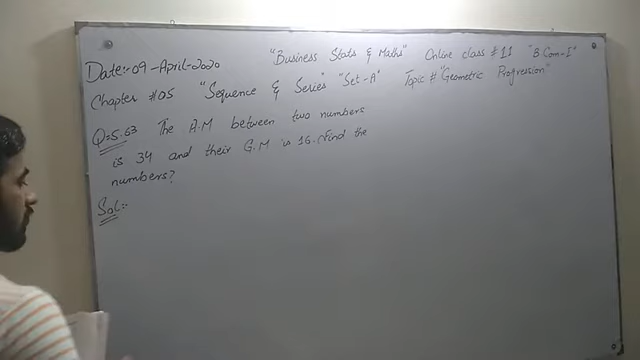 "Business Stats & Maths" Online class #11 "B.Com-I"
Date:-09-April-2020
Chapter #05 "Sequence & Series" "Set-A" Topic # "Geometric Progression"
Q=5.63 The A.M between two numbers
is 34 and their G.M is 16. Find the
numbers?
Sol:-